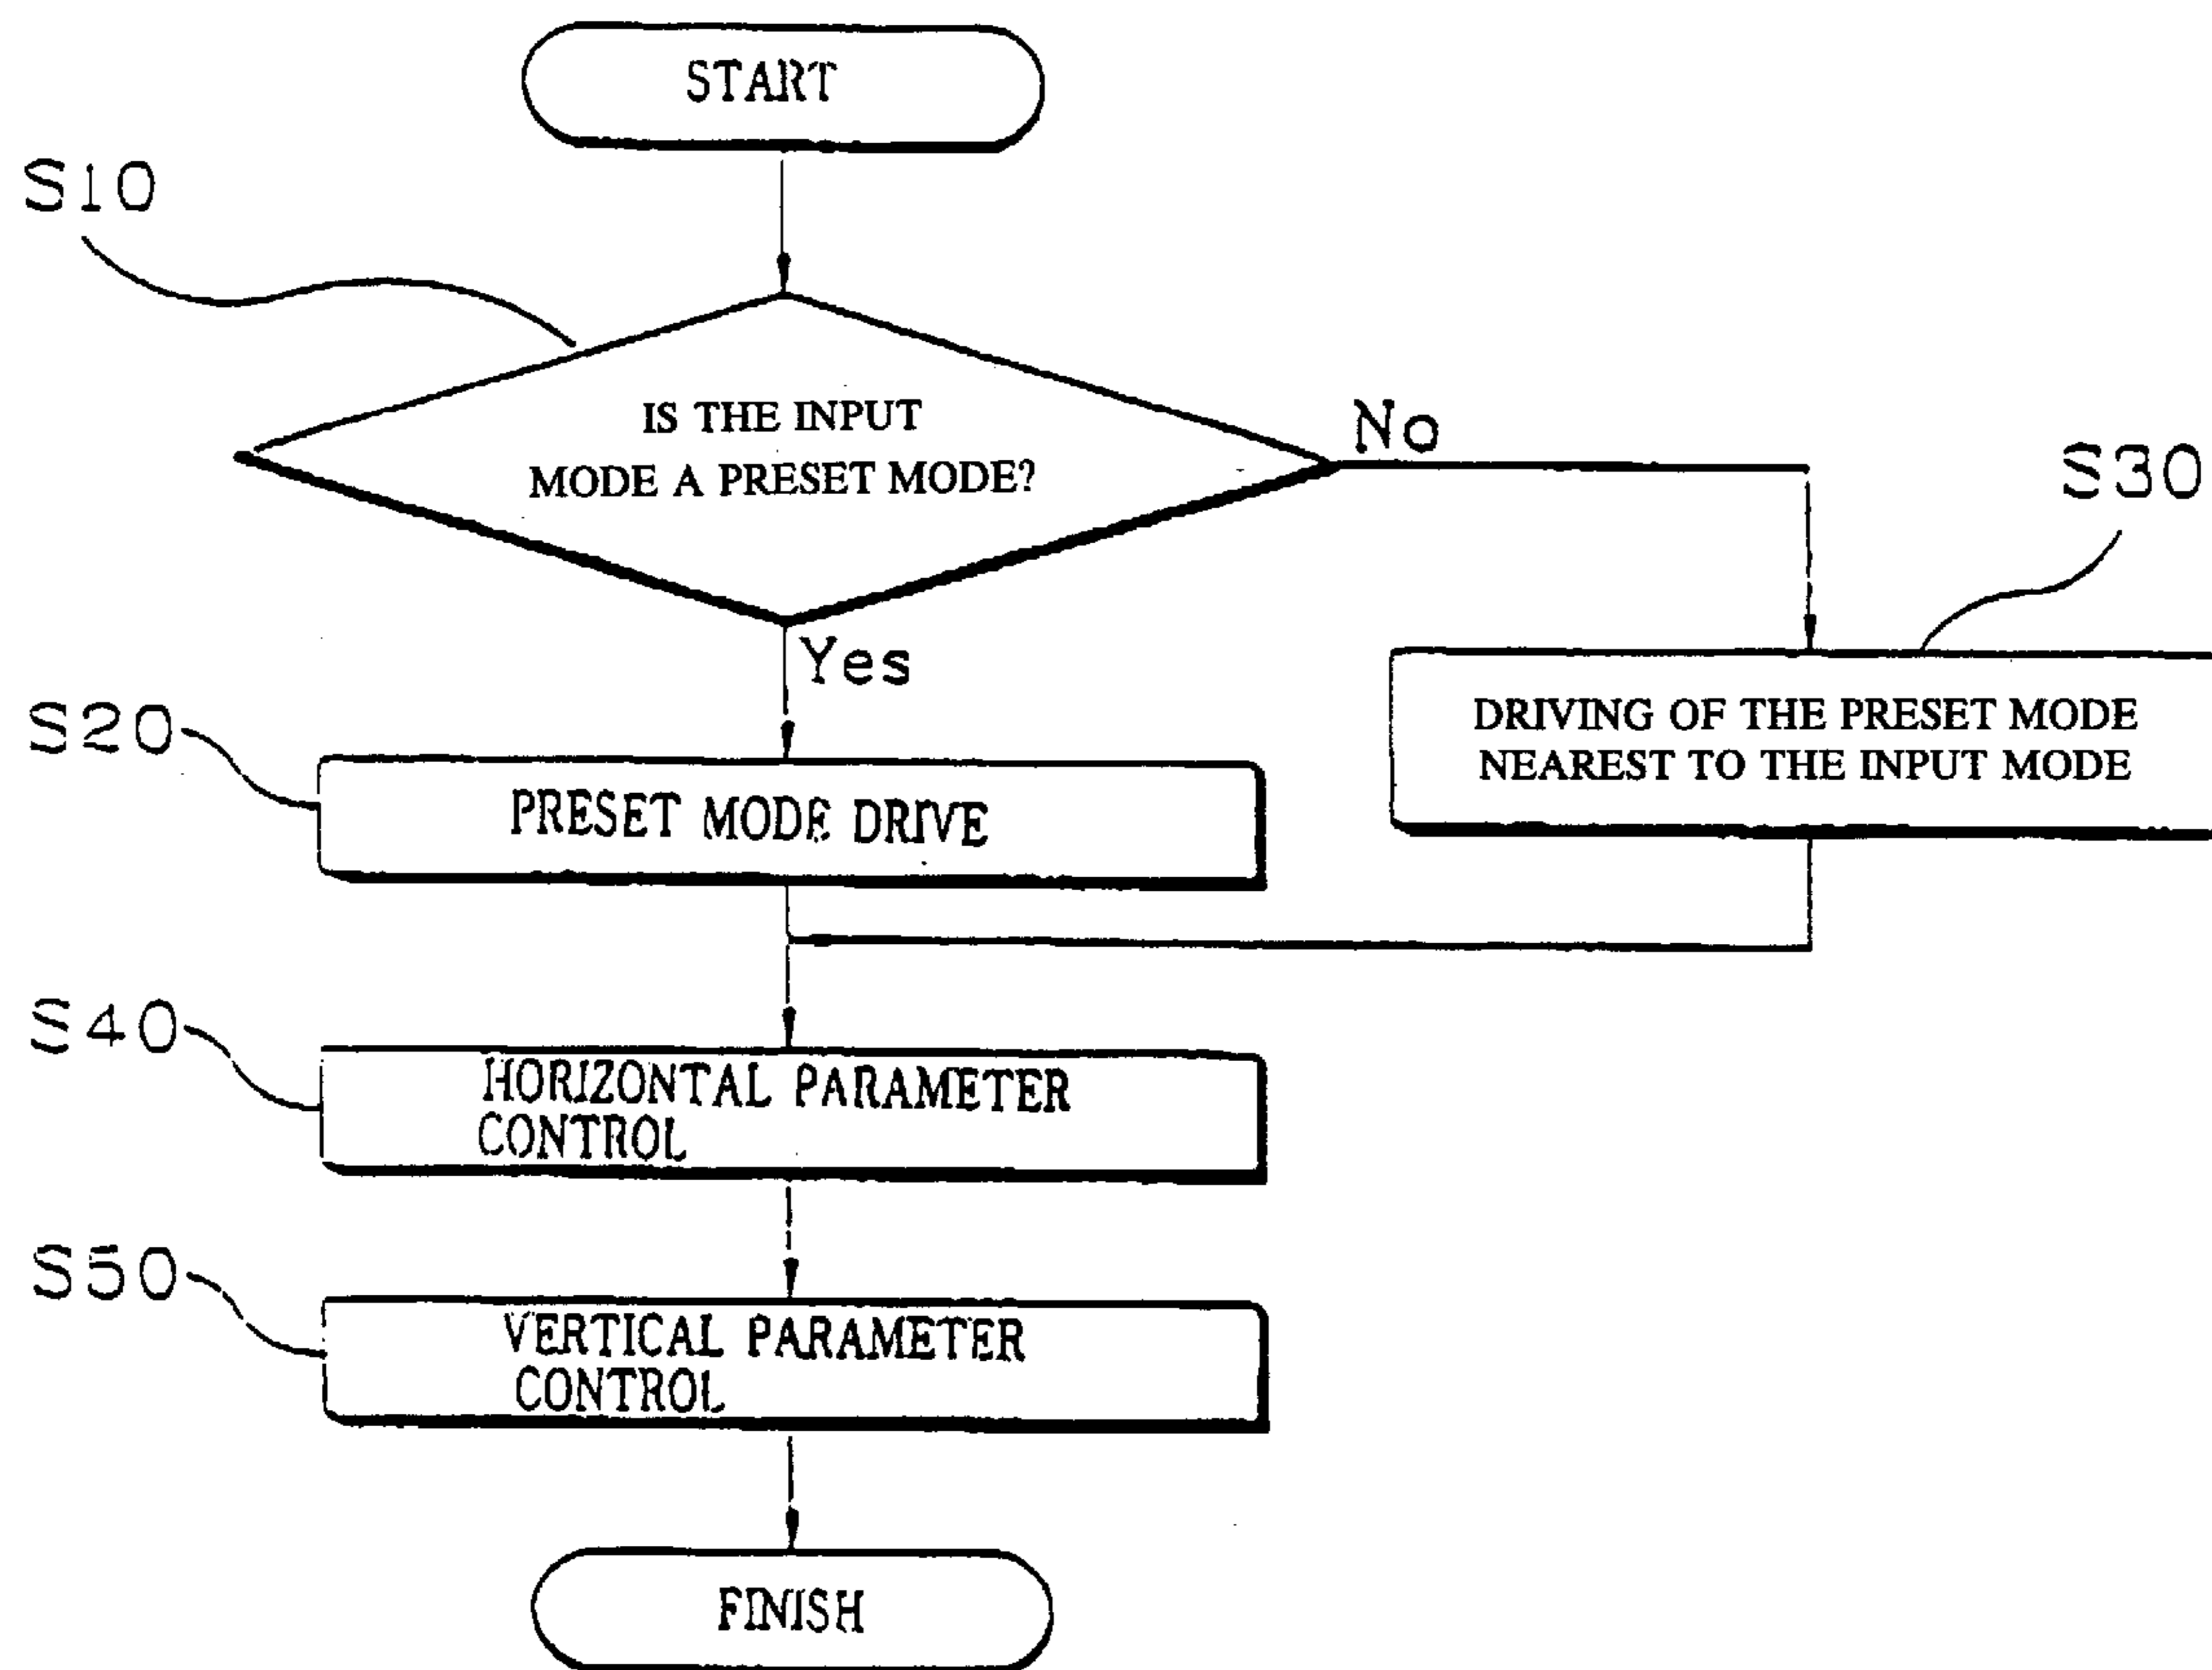 START
S10
IS THE INPUT
MODE A PRESET MODE?
No
S30
Yes
DRIVING OF THE PRESET MODE
NEAREST TO THE INPUT MODE
S20
PRESET MODE DRIVE
S40
HORIZONTAL PARAMETER
CONTROL
S50
VERTICAL PARAMETER
CONTROL
FINISH